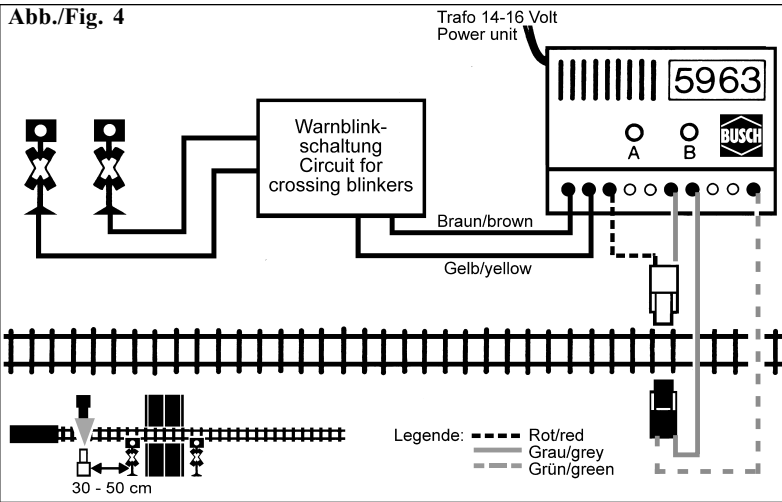 Abb./Fig. 4
Trafo 14-16 Volt
Power unit
5963
BUSCH
A
B
Warnblink-
schaltung
Circuit for
crossing blinkers
Braun/brown
Gelb/yellow
Legende:
Rot/red
Grau/grey
Grün/green
30 - 50 cm